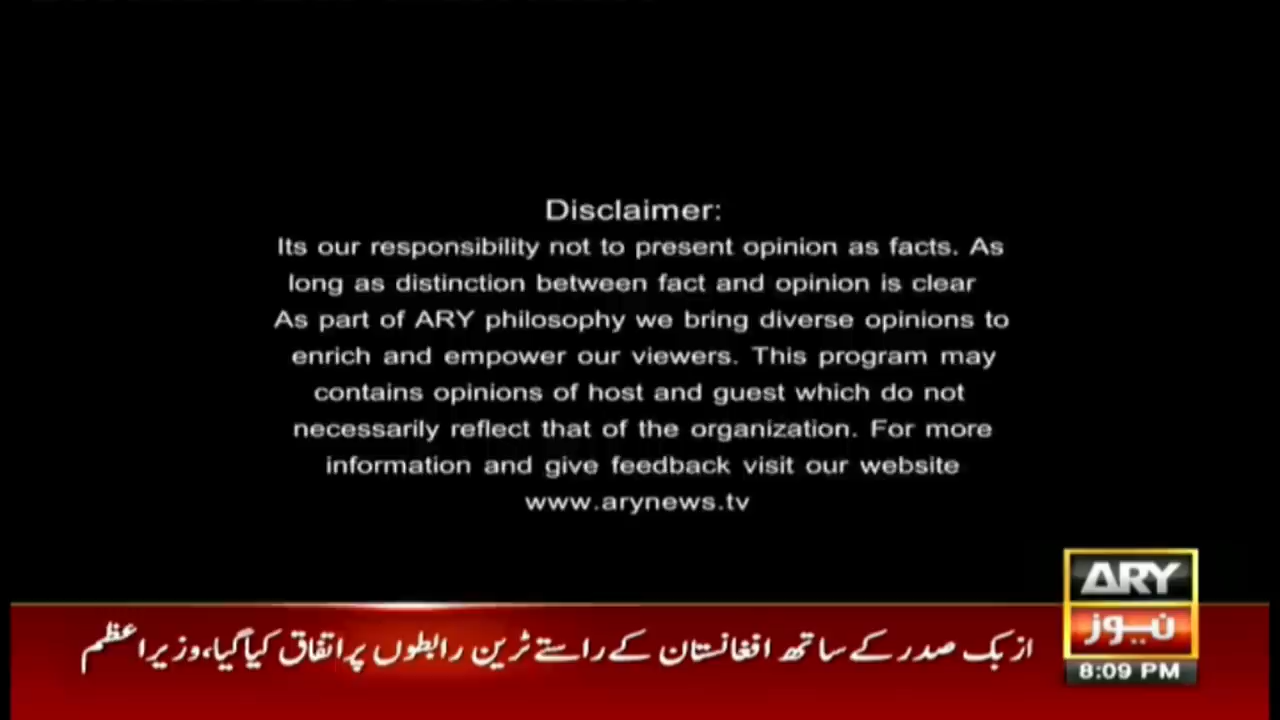 Disclaimer:
Its our responsibility not to present opinion as facts. As
long as distinction between fact and opinion is clear
As part of ARY philosophy we bring diverse opinions to
enrich and empower our viewers. This program may
contains opinions of host and guest which do not
necessarily reflect that of the organization. For more
information and give feedback visit our website
www.arynews.tv
ARY
نیوز
8:09 PM
ازبک صدر کے ساتھ افغانستان کے راستے ٹرین رابطوں پر اتفاق کیا گیا، وزیراعظم